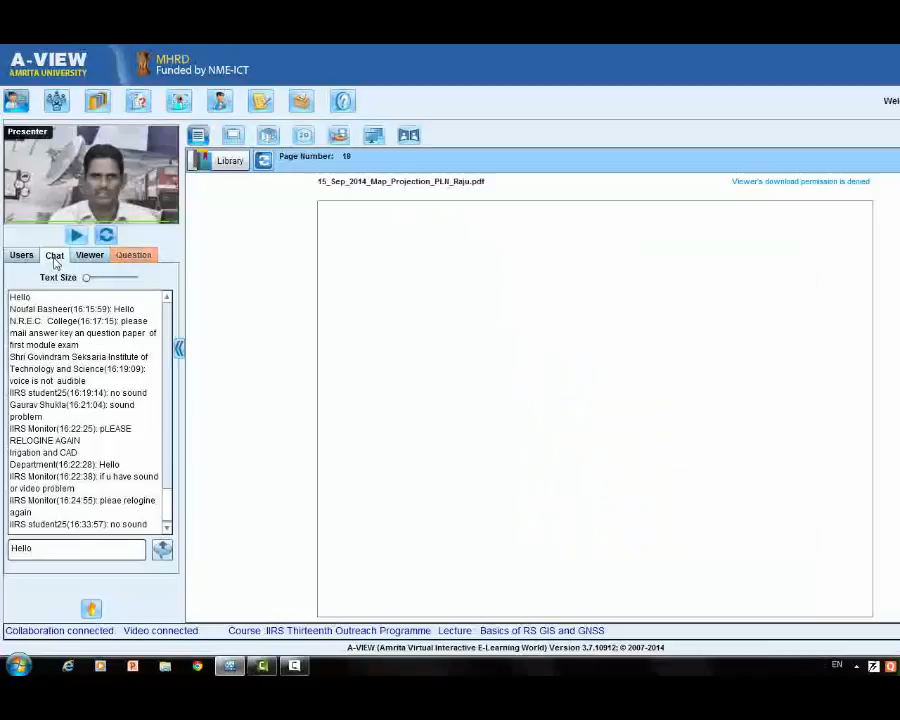 A-VIEW
AMRITA UNIVERSITY
MHRD
Funded by NME-ICT
Wel
Presenter
Library
Page Number: 19
15_Sep_2014_Map_Projection_PLN_Raju.pdf
Viewer's download permission is denied
Users
Chat
Viewer
Question
Text Size
Hello
Noufal Basheer(16:15:59): Hello
N.R.E.C. College(16:17:15): please
mail answer key an question paper of
first module exam
Shri Govindram Seksaria Institute of
Technology and Science(16:19:09):
voice is not audible
IIRS student25(16:19:14): no sound
Gaurav Shukla(16:21:04): sound
problem
IIRS Monitor(16:22:25): pLEASE
RELOGINE AGAIN
Irigation and CAD
Department(16:22:28): Hello
IIRS Monitor(16:22:38): if u have sound
or video problem
IIRS Monitor(16:24:55): pleae relogine
again
IIRS student25(16:33:57): no sound
Hello
Collaboration connected Video connected Course :IIRS Thirteenth Outreach Programme Lecture : Basics of RS GIS and GNSS
A-VIEW (Amrita Virtual Interactive E-Learning World) Version 3.7.10912; © 2007-2014
EN